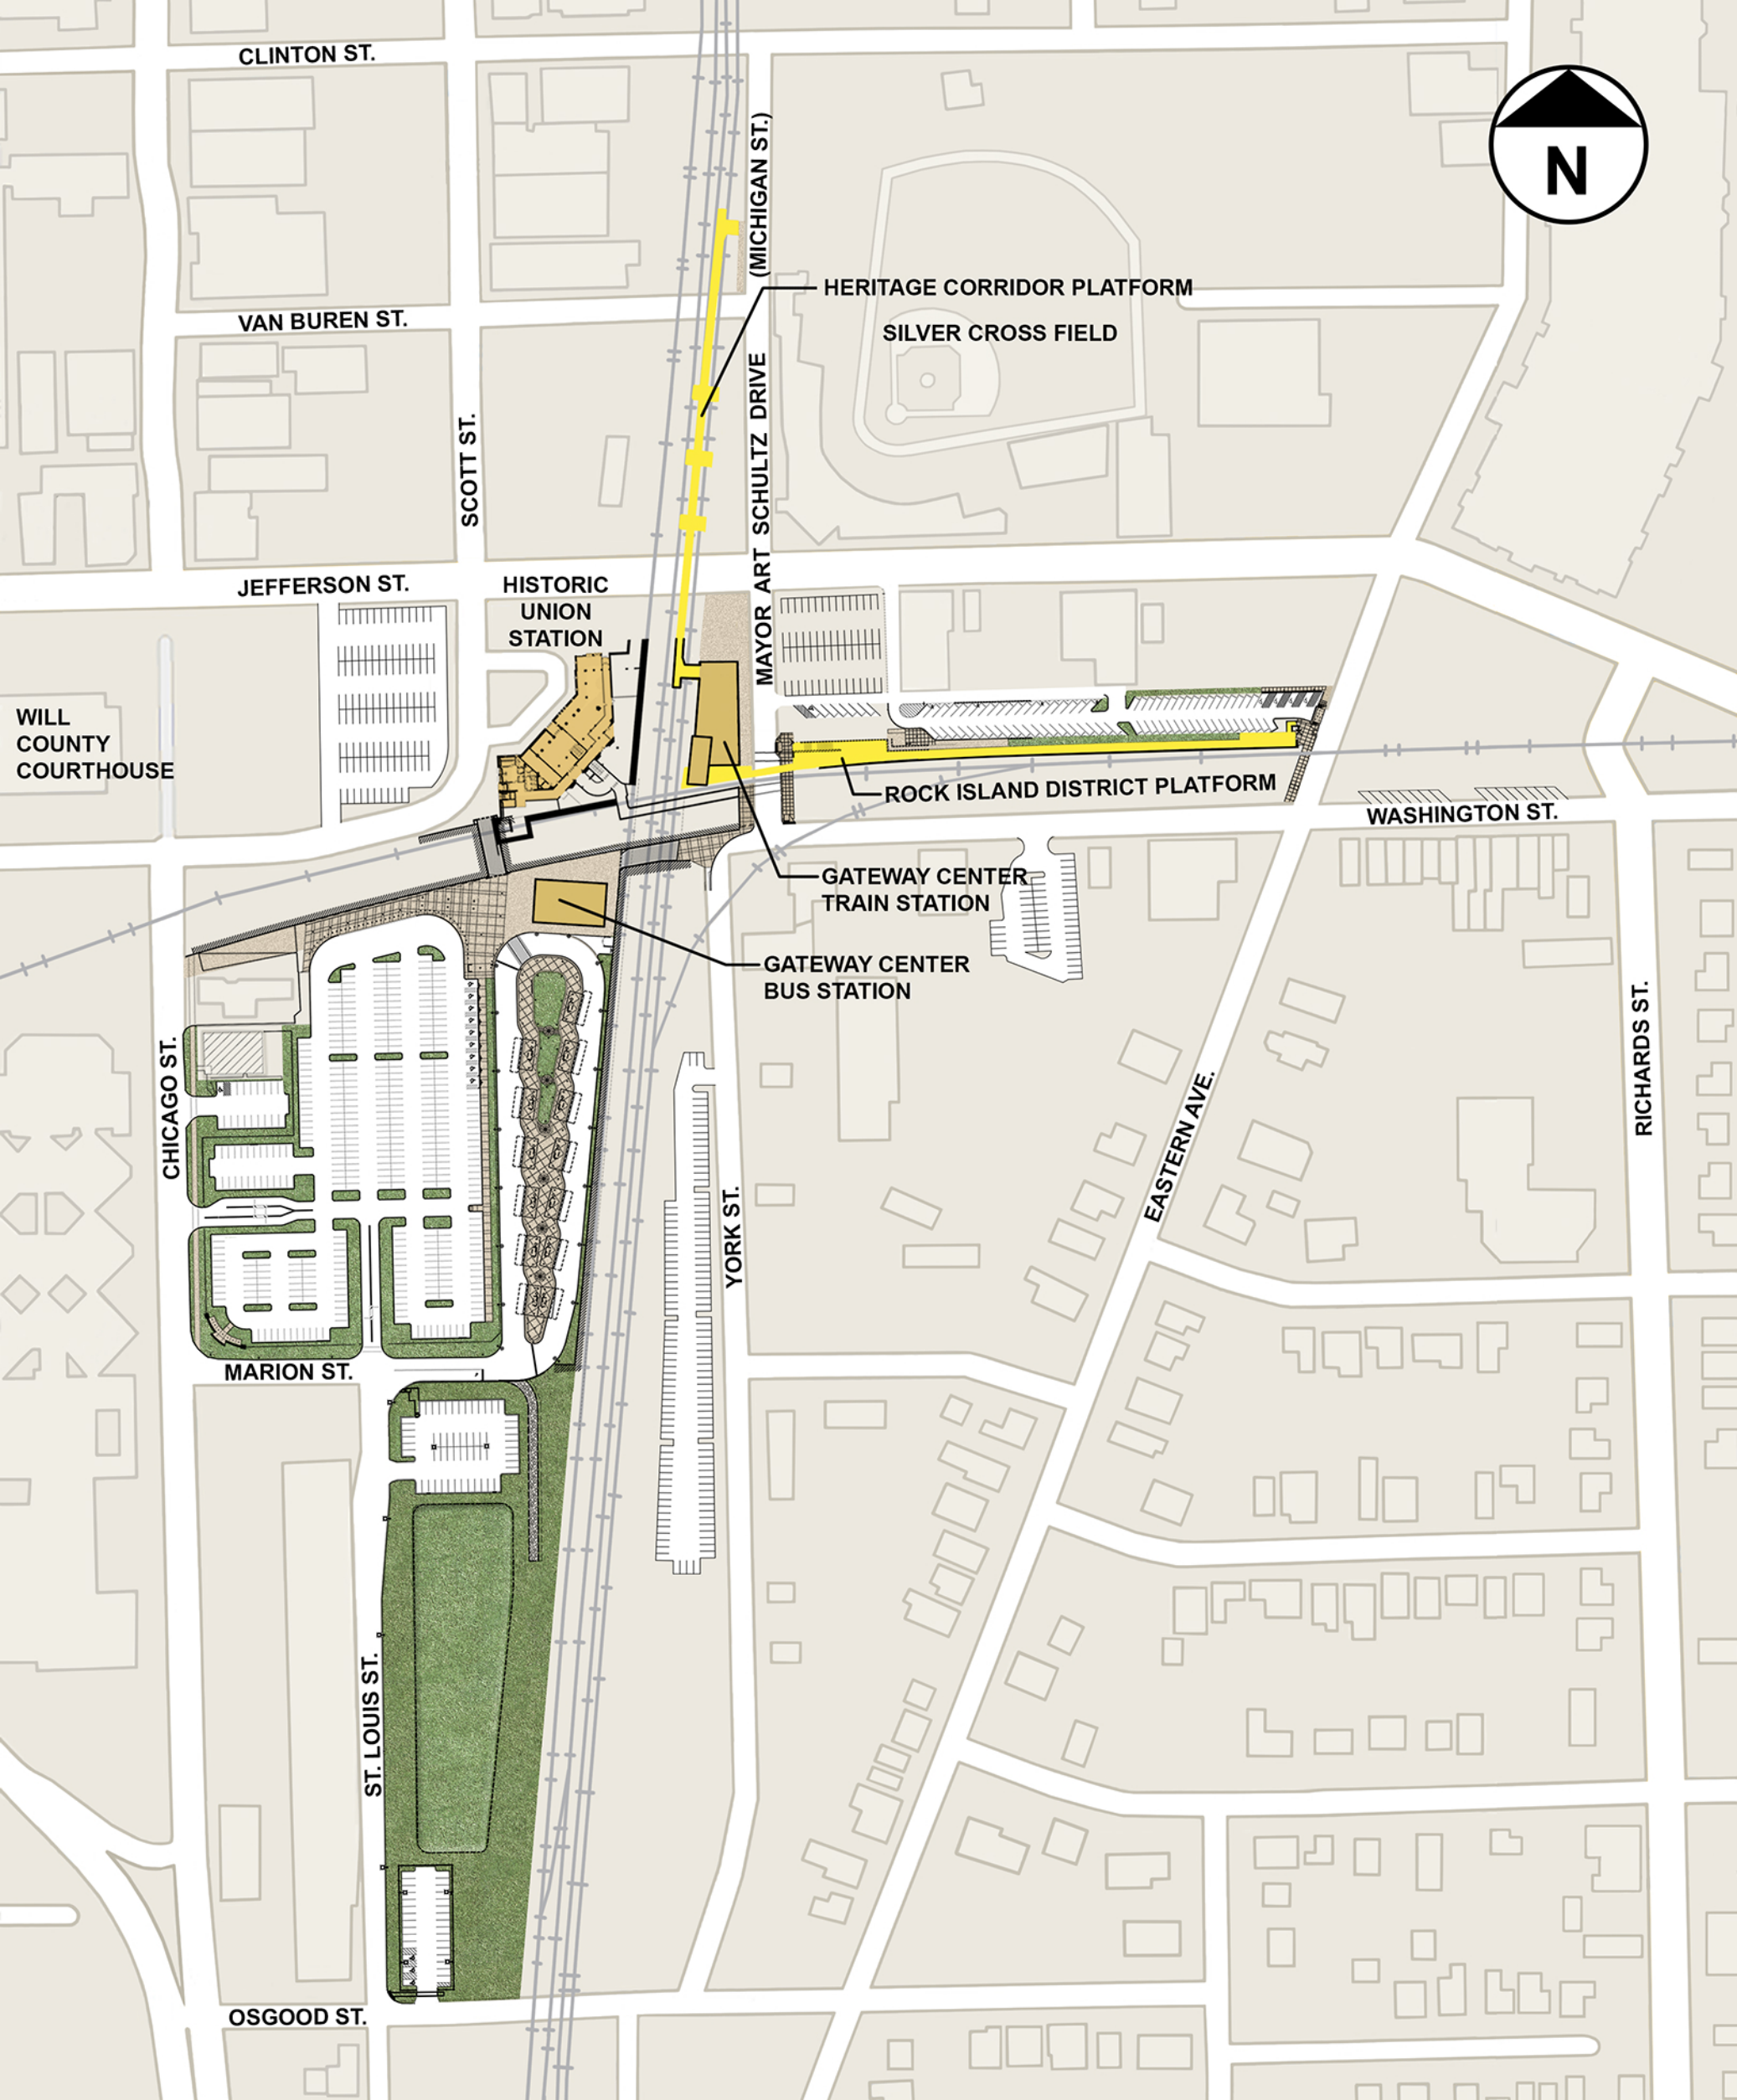 CLINTON ST.
N
(MICHIGAN ST.)
HERITAGE CORRIDOR PLATFORM
VAN BUREN ST.
SILVER CROSS FIELD
MAYOR ART SCHULTZ DRIVE
SCOTT ST.
JEFFERSON ST.
HISTORIC
UNION
STATION
WILL
COUNTY
COURTHOUSE
ROCK ISLAND DISTRICT PLATFORM
WASHINGTON ST.
GATEWAY CENTER
TRAIN STATION
GATEWAY CENTER
BUS STATION
CHICAGO ST.
RICHARDS ST.
EASTERN AVE.
YORK ST.
MARION ST.
ST. LOUIS ST.
OSGOOD ST.